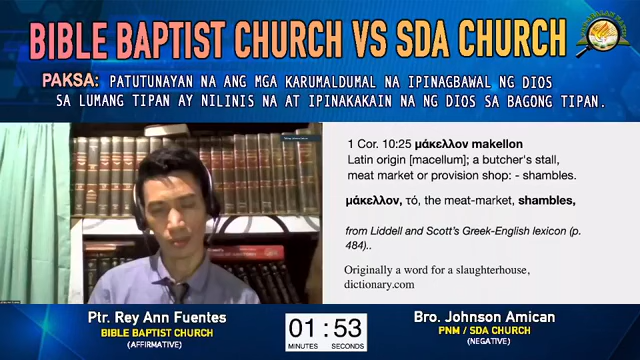 BIBLE BAPTIST CHURCH VS SDA CHURCH
PAKSA: PATUTUNAYAN NA ANG MGA KARUMALDUMAL NA IPINAGBAWAL NG DIOS
SA LUMANG TIPAN AY NILINIS NA AT IPINAKAKAIN NA NG DIOS SA BAGONG TIPAN.
1 Cor. 10:25 μάκελλον makellon
Latin origin [macellum]; a butcher's stall,
meat market or provision shop: - shambles.
μάκελλον, τό, the meat-market, shambles,
from Liddell and Scott's Greek-English lexicon (p.
484)..
Originally a word for a slaughterhouse,
dictionary.com
Ptr. Rey Ann Fuentes
BIBLE BAPTIST CHURCH
(AFFIRMATIVE)
01 : 53
MINUTES SECONDS
Bro. Johnson Amican
PNM / SDA CHURCH
(NEGATIVE)